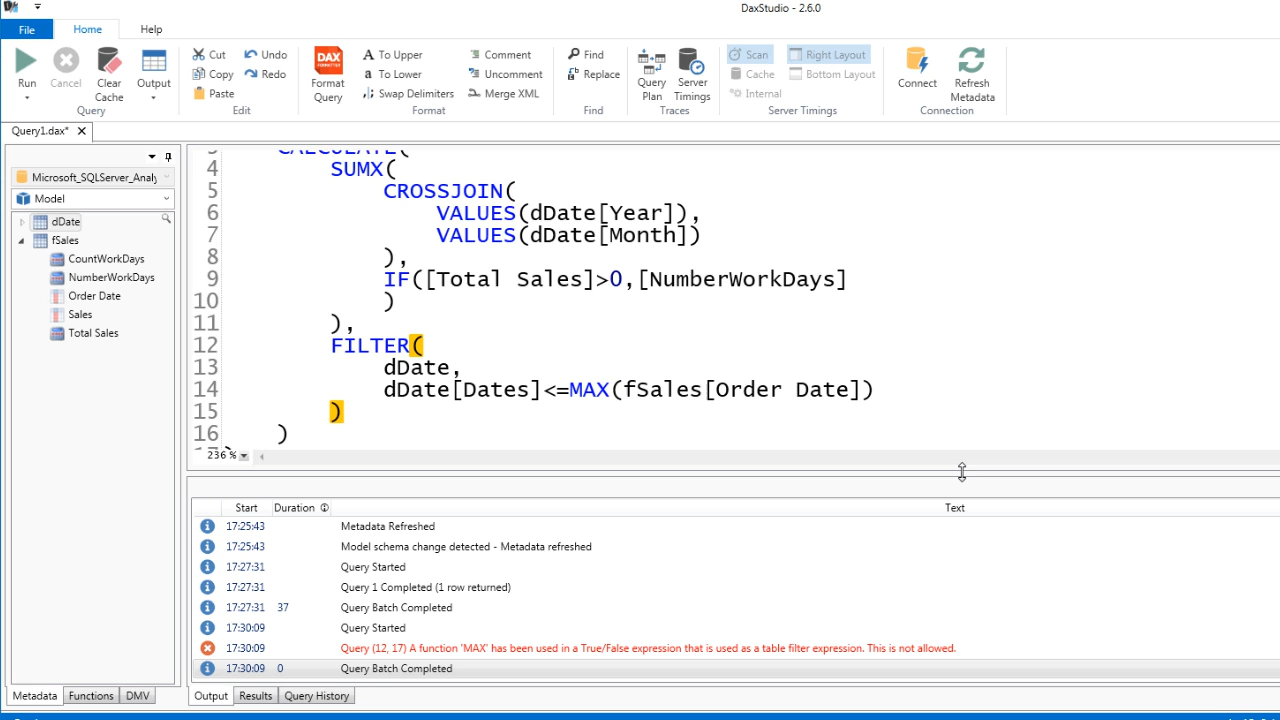 DaxStudio - 2.6.0
File Home Help
Run Cancel Clear Cache Output
Cut Copy Paste Undo Redo
Format Query To Upper To Lower Swap Delimiters Comment Uncomment Merge XML
Find Replace
Query Plan Server Timings
Scan Cache Internal Right Layout Bottom Layout
Connect Refresh Metadata
Query Edit Format Find Traces Server Timings Connection
Query1.dax*
Microsoft_SQLServer_Analy
Model
dDate
fSales
CountWorkDays
NumberWorkDays
Order Date
Sales
Total Sales
3 CALCULATE(
4 SUMX(
5 CROSSJOIN(
6 VALUES(dDate[Year]),
7 VALUES(dDate[Month])
8 ),
9 IF([Total Sales]>0,[NumberWorkDays]
10 )
11 ),
12 FILTER(
13 dDate,
14 dDate[Dates]<=MAX(fSales[Order Date])
15 )
16 )
236 %
Start Duration Text
17:25:43 Metadata Refreshed
17:25:43 Model schema change detected - Metadata refreshed
17:27:31 Query Started
17:27:31 Query 1 Completed (1 row returned)
17:27:31 37 Query Batch Completed
17:30:09 Query Started
17:30:09 Query (12, 17) A function 'MAX' has been used in a True/False expression that is used as a table filter expression. This is not allowed.
17:30:09 0 Query Batch Completed
Metadata Functions DMV
Output Results Query History